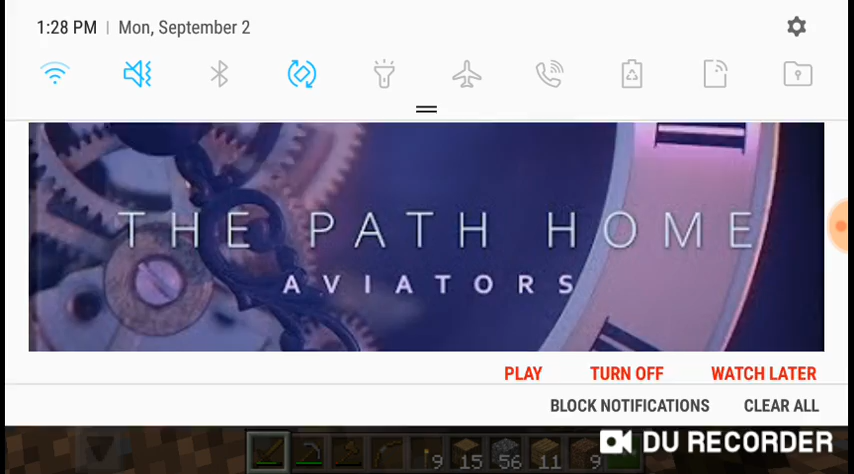 1:28 PM | Mon, September 2
THE PATH HOME
AVIATORS
PLAY TURN OFF WATCH LATER
BLOCK NOTIFICATIONS CLEAR ALL
9 15 56 11 9
DU RECORDER